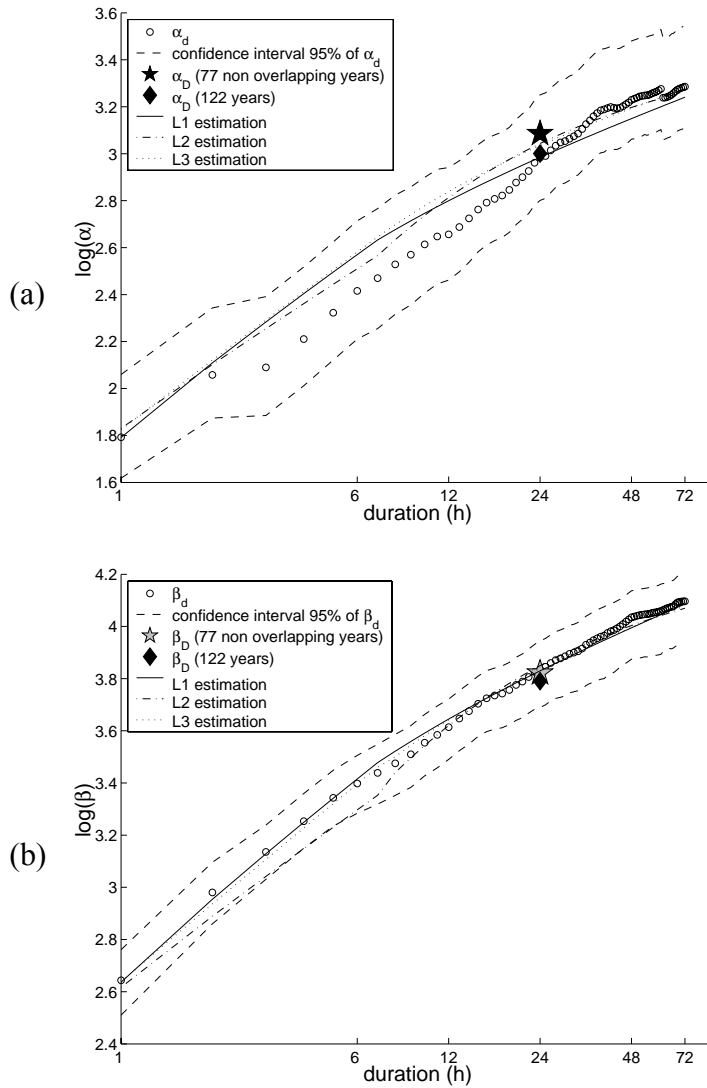 (a)
3.6
3.4
3.2
3
2.8
2.6
2.4
2.2
2
1.8
1.6
log(α)
α_d
confidence interval 95% of α_d
α_D (77 non overlapping years)
α_D (122 years)
L1 estimation
L2 estimation
L3 estimation
1 6 12 24 48 72
duration (h)
(b)
4.2
4
3.8
3.6
3.4
3.2
3
2.8
2.6
2.4
log(β)
β_d
confidence interval 95% of β_d
β_D (77 non overlapping years)
β_D (122 years)
L1 estimation
L2 estimation
L3 estimation
1 6 12 24 48 72
duration (h)